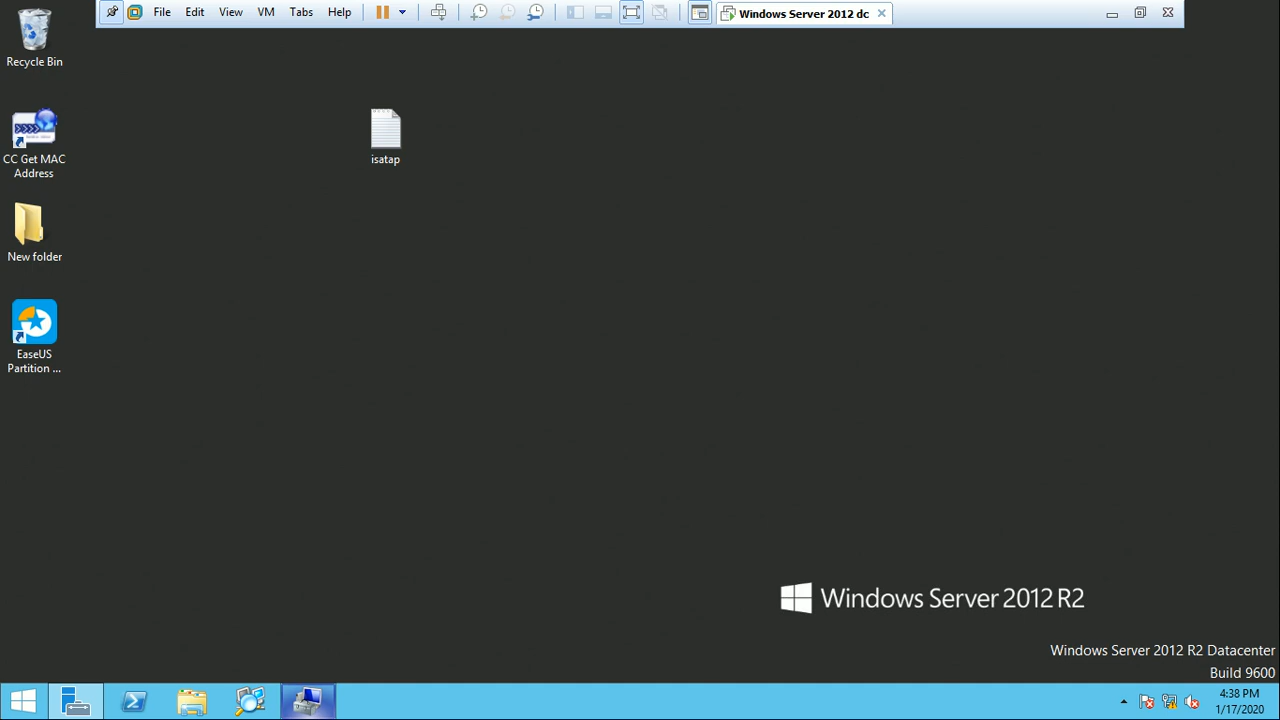 File Edit View VM Tabs Help Windows Server 2012 dc
Recycle Bin
isatap
CC Get MAC
Address
New folder
EaseUS
Partition ...
Windows Server 2012 R2
Windows Server 2012 R2 Datacenter
Build 9600
4:38 PM
1/17/2020